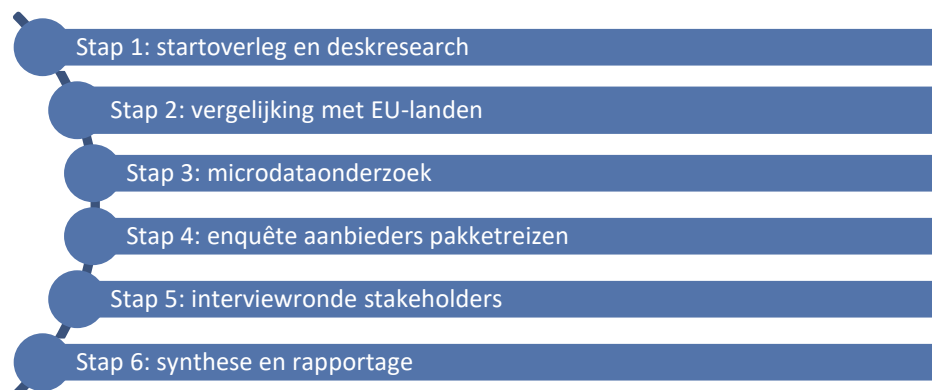 Stap 1: startoverleg en deskresearch
Stap 2: vergelijking met EU-landen
Stap 3: microdataonderzoek
Stap 4: enquête aanbieders pakketreizen
Stap 5: interviewronde stakeholders
Stap 6: synthese en rapportage